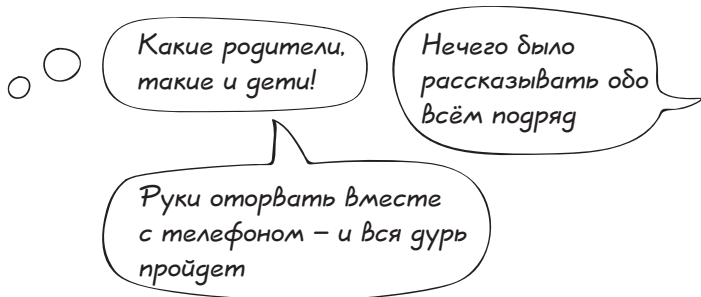 Какие родители,
такие и дети!
Нечего было
рассказывать обо
всём подряд
Руки оторвать вместе
с телефоном – и вся дурь
пройдет